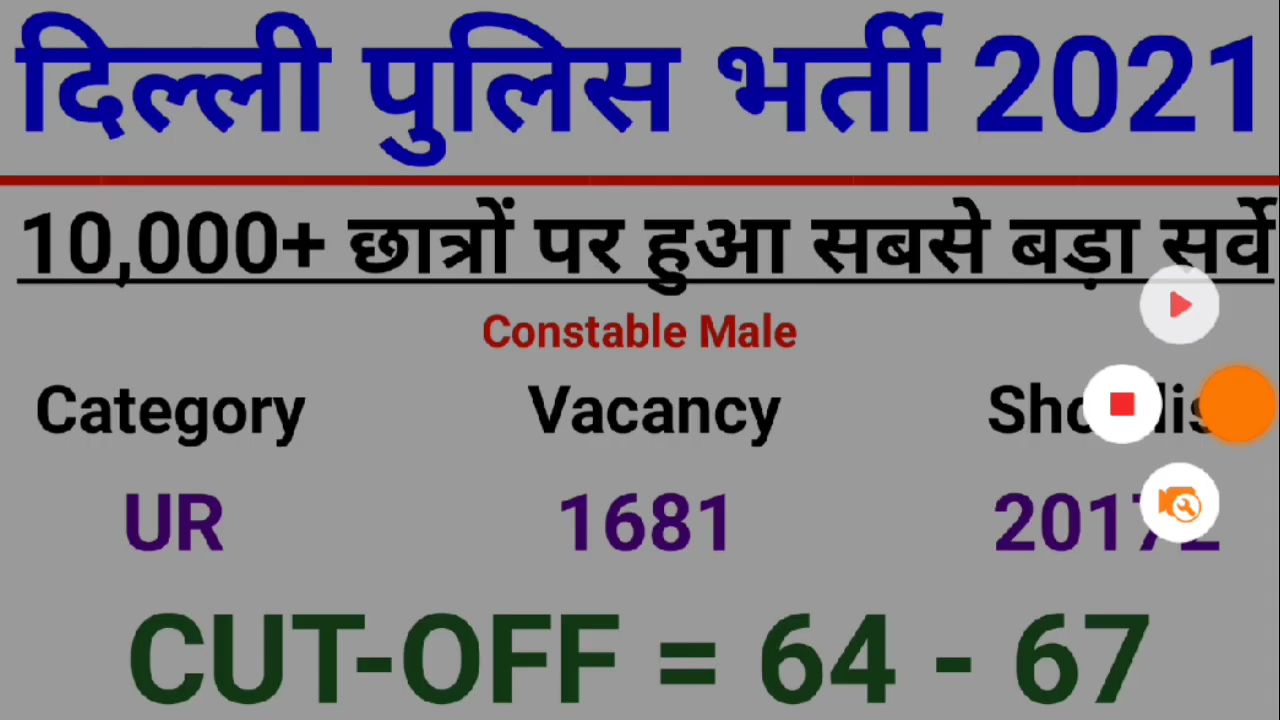 दिल्ली पुलिस भर्ती 2021
10,000+ छात्रों पर हुआ सबसे बड़ा सर्वे
Constable Male
Category Vacancy
UR 1681
CUT-OFF = 64 - 67